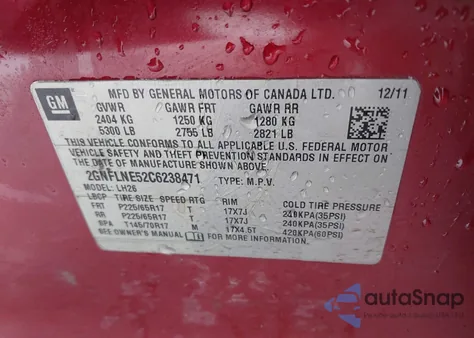 GM
MFD BY GENERAL MOTORS OF CANADA LTD. 12/11
GVWR GAWR FRT GAWR RR
2404 KG 1250 KG 1280 KG
5300 LB 2755 LB 2821 LB
THIS VEHICLE CONFORMS TO ALL APPLICABLE U.S. FEDERAL MOTOR
VEHICLE SAFETY, BUMPER, AND THEFT PREVENTION STANDARDS IN EFFECT ON THE
DATE OF MANUFACTURE SHOWN ABOVE.
2GNFLNE52C6238471 TYPE: M.P.V.
MODEL: LH26
LBCP TIRE SIZE SPEED RTG RIM COLD TIRE PRESSURE
FRT P225/65R17 T 17X7J 240KPA(35PSI)
RR P225/65R17 T 17X7J 240KPA(35PSI)
SPA T145/70R17 M 17X4.5T 420KPA(60PSI)
SEE OWNER'S MANUAL FOR MORE INFORMATION.
autoSnap